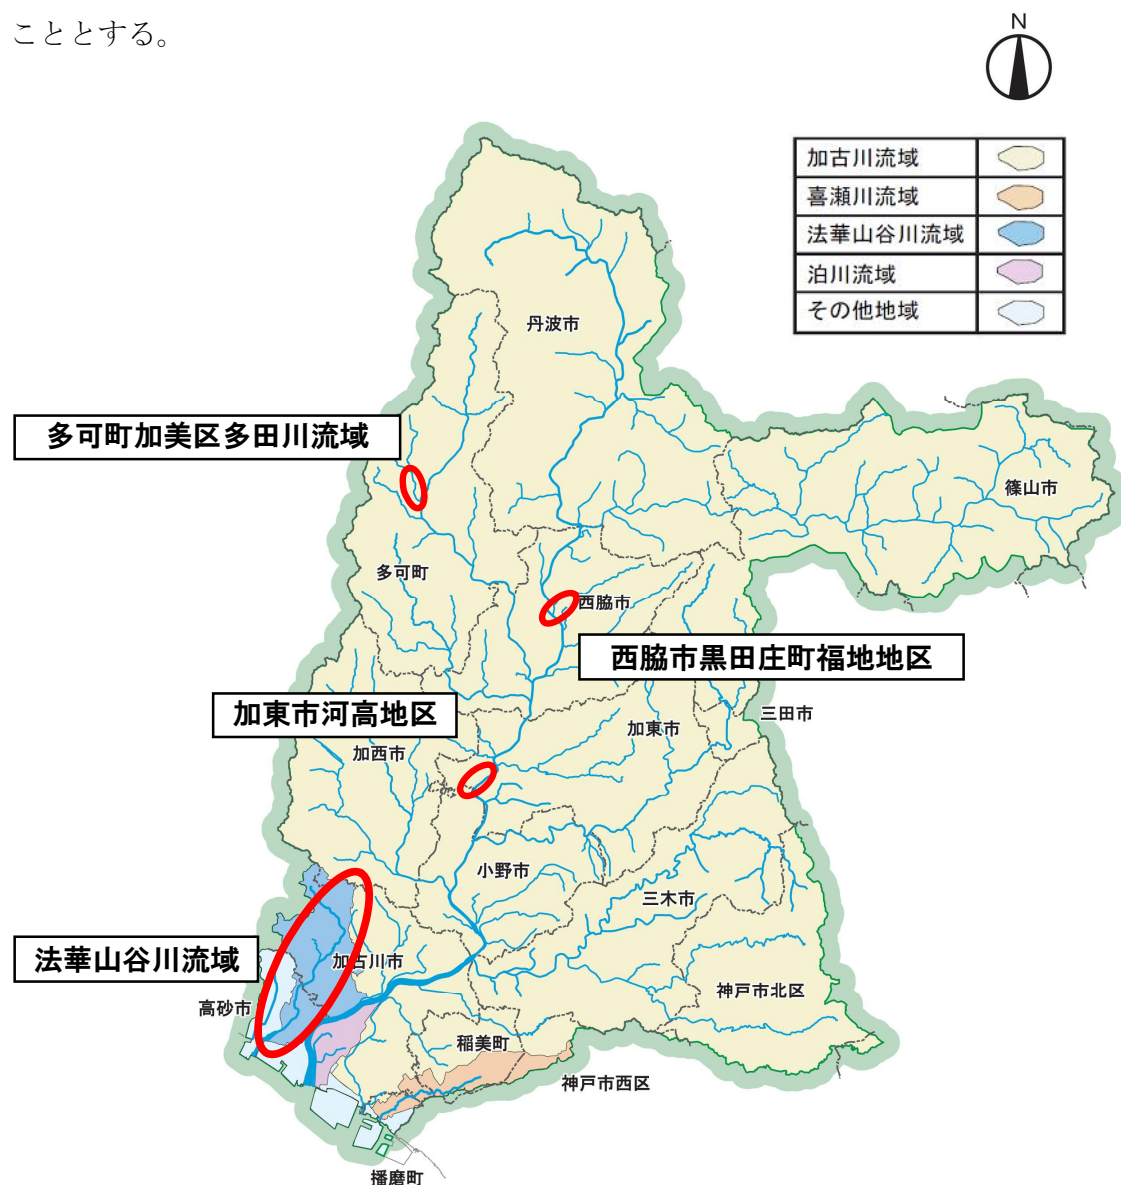 こととする。
N
加古川流域
喜瀬川流域
法華山谷川流域
泊川流域
その他地域
丹波市
多可町加美区多田川流域
篠山市
多可町
西脇市
西脇市黒田庄町福地地区
加東市河高地区
三田市
加東市
加西市
小野市
三木市
法華山谷川流域
加古川市
神戸市北区
高砂市
稲美町
神戸市西区
播磨町